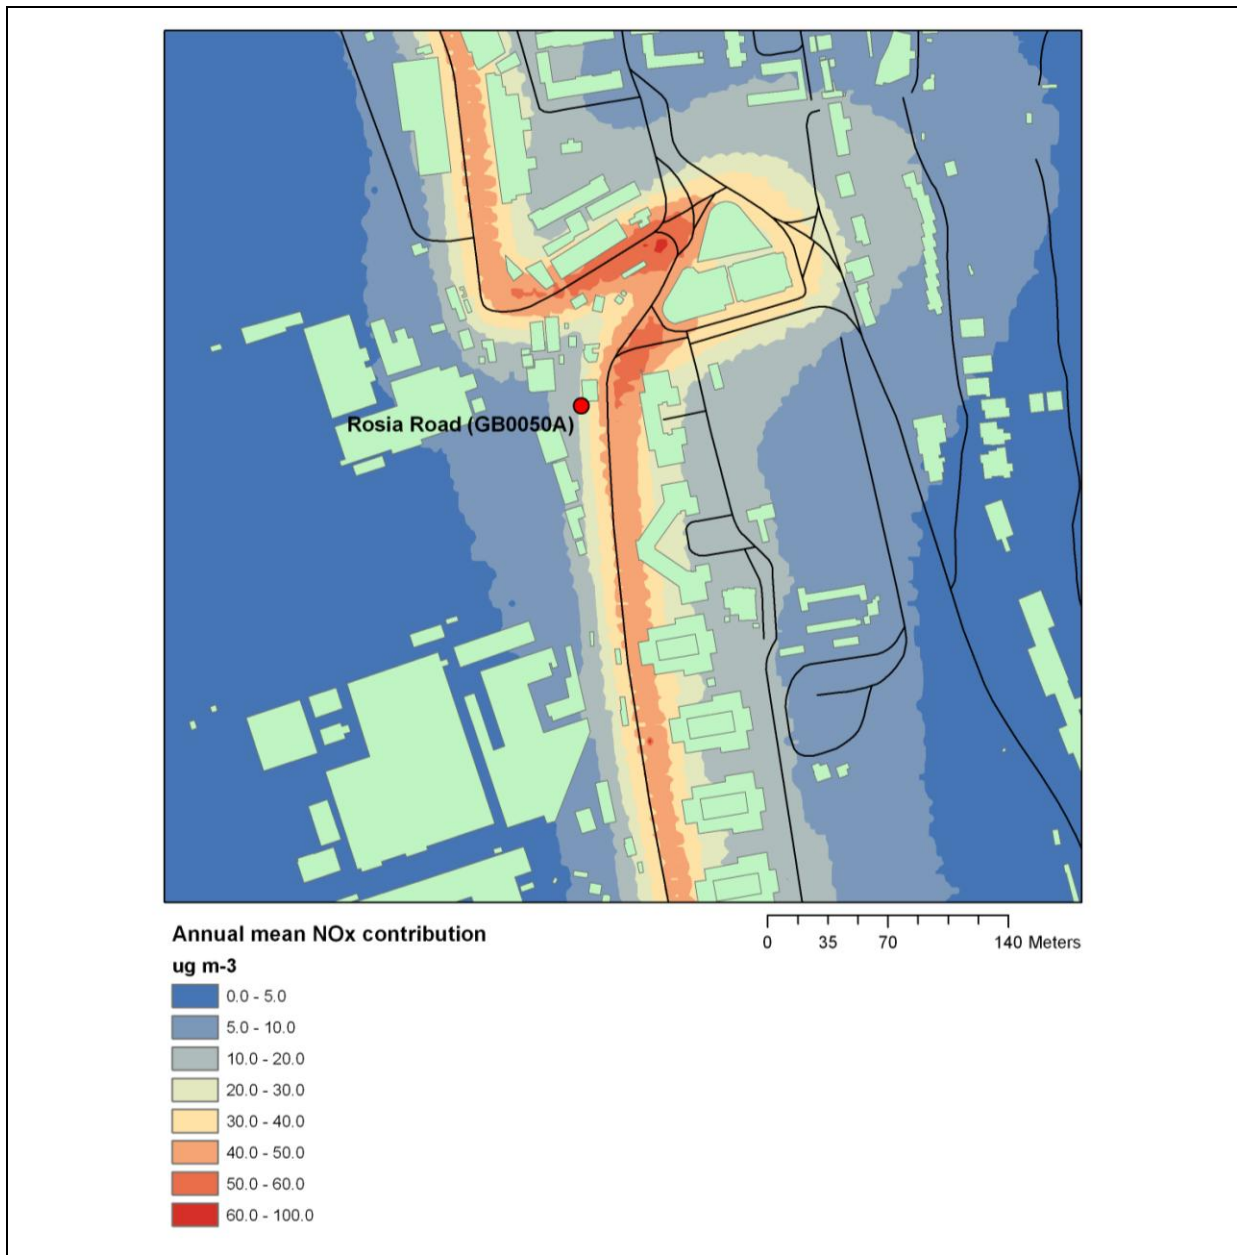 Rosia Road (GB0050A)
Annual mean NOx contribution
ug m-3
0.0 - 5.0
5.0 - 10.0
10.0 - 20.0
20.0 - 30.0
30.0 - 40.0
40.0 - 50.0
50.0 - 60.0
60.0 - 100.0
0 35 70 140 Meters